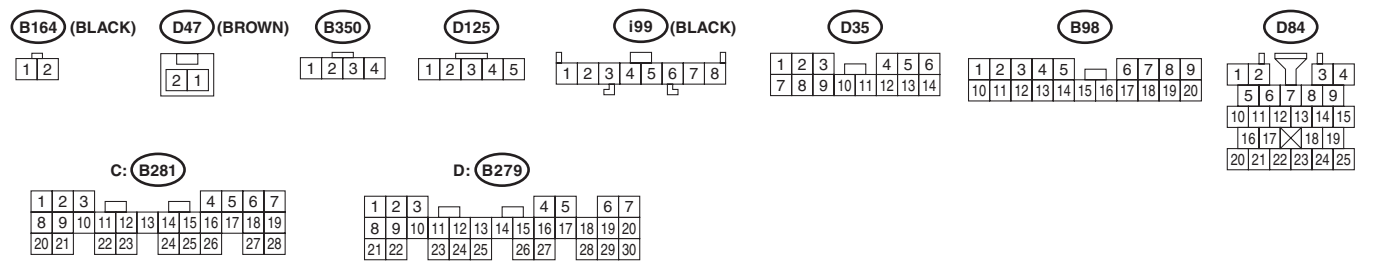 B164 (BLACK) D47 (BROWN) B350 D125 i99 (BLACK) D35 B98 D84
1 2
2 1
1 2 3 4
1 2 3 4 5
1 2 3 4 5 6 7 8
1 2 3 4 5 6
7 8 9 10 11 12 13 14
1 2 3 4 5 6 7 8 9
10 11 12 13 14 15 16 17 18 19 20
1 2 3 4
5 6 7 8 9
10 11 12 13 14 15
16 17 18 19
20 21 22 23 24 25
C: B281
1 2 3 4 5 6 7
8 9 10 11 12 13 14 15 16 17 18 19
20 21 22 23 24 25 26 27 28
D: B279
1 2 3 4 5 6 7
8 9 10 11 12 13 14 15 16 17 18 19 20
21 22 23 24 25 26 27 28 29 30